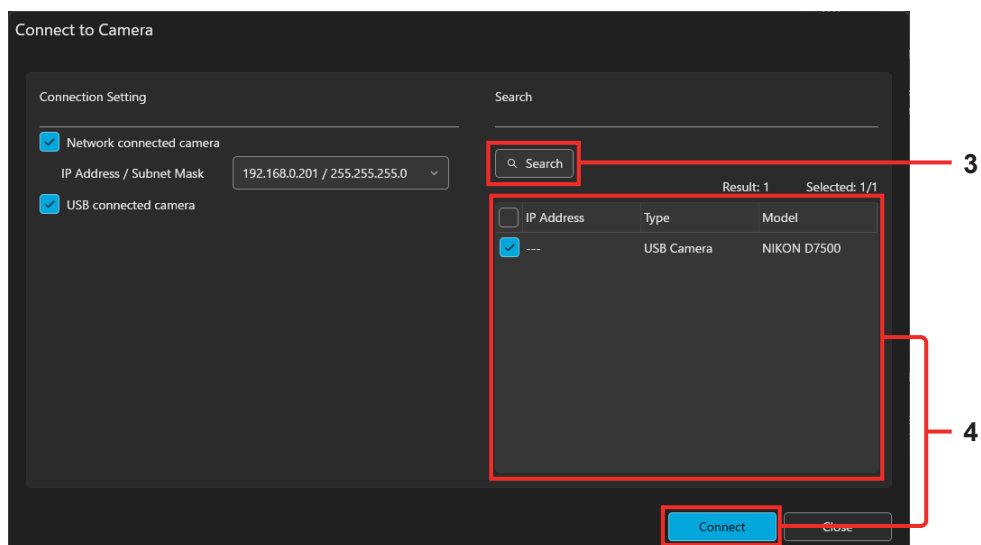 Connect to Camera
Connection Setting
Network connected camera
IP Address / Subnet Mask 192.168.0.201 / 255.255.255.0
USB connected camera
Search
Search
3
Result: 1 Selected: 1/1
IP Address Type Model
--- USB Camera NIKON D7500
4
Connect Close